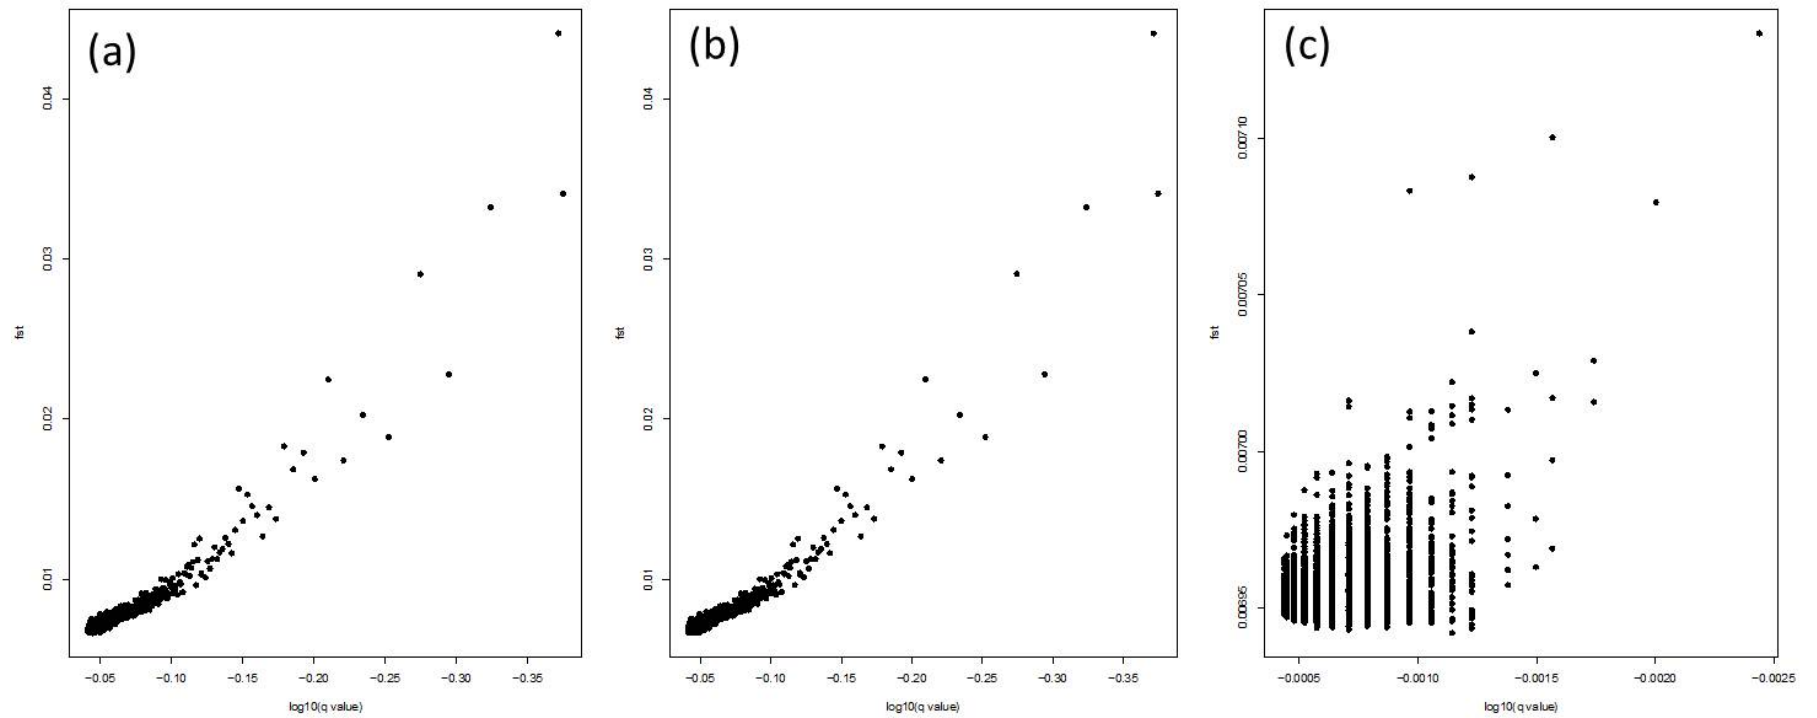 (a)
0.04
0.03
0.02
0.01
fst
−0.05 −0.10 −0.15 −0.20 −0.25 −0.30 −0.35
log10(q value)
(b)
0.04
0.03
0.02
0.01
fst
−0.05 −0.10 −0.15 −0.20 −0.25 −0.30 −0.35
log10(q value)
(c)
0.00710
0.00705
0.00700
0.00695
fst
−0.0005 −0.0010 −0.0015 −0.0020 −0.0025
log10(q value)